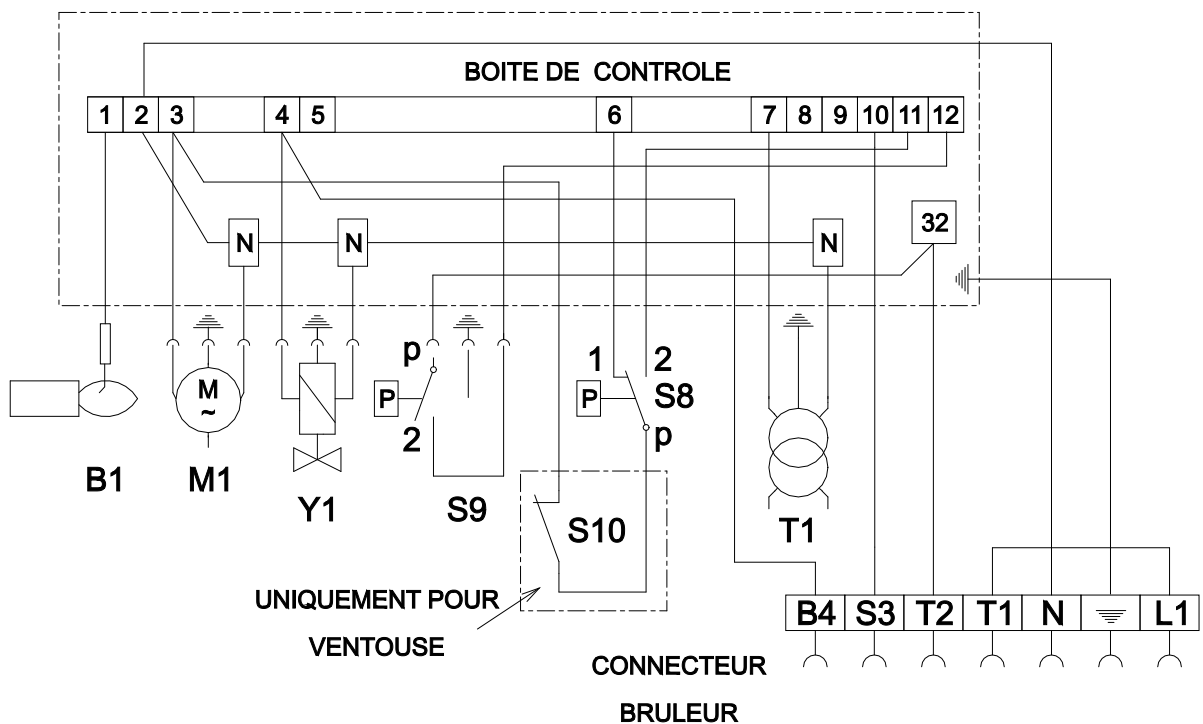 BOITE DE CONTROLE
1 2 3 4 5 6 7 8 9 10 11 12
32
N N N
p 1 2
M
~
P P S8
2 p
B1 M1 Y1 S9 S10 T1
UNIQUEMENT POUR
VENTOUSE
B4 S3 T2 T1 N L1
CONNECTEUR
BRULEUR